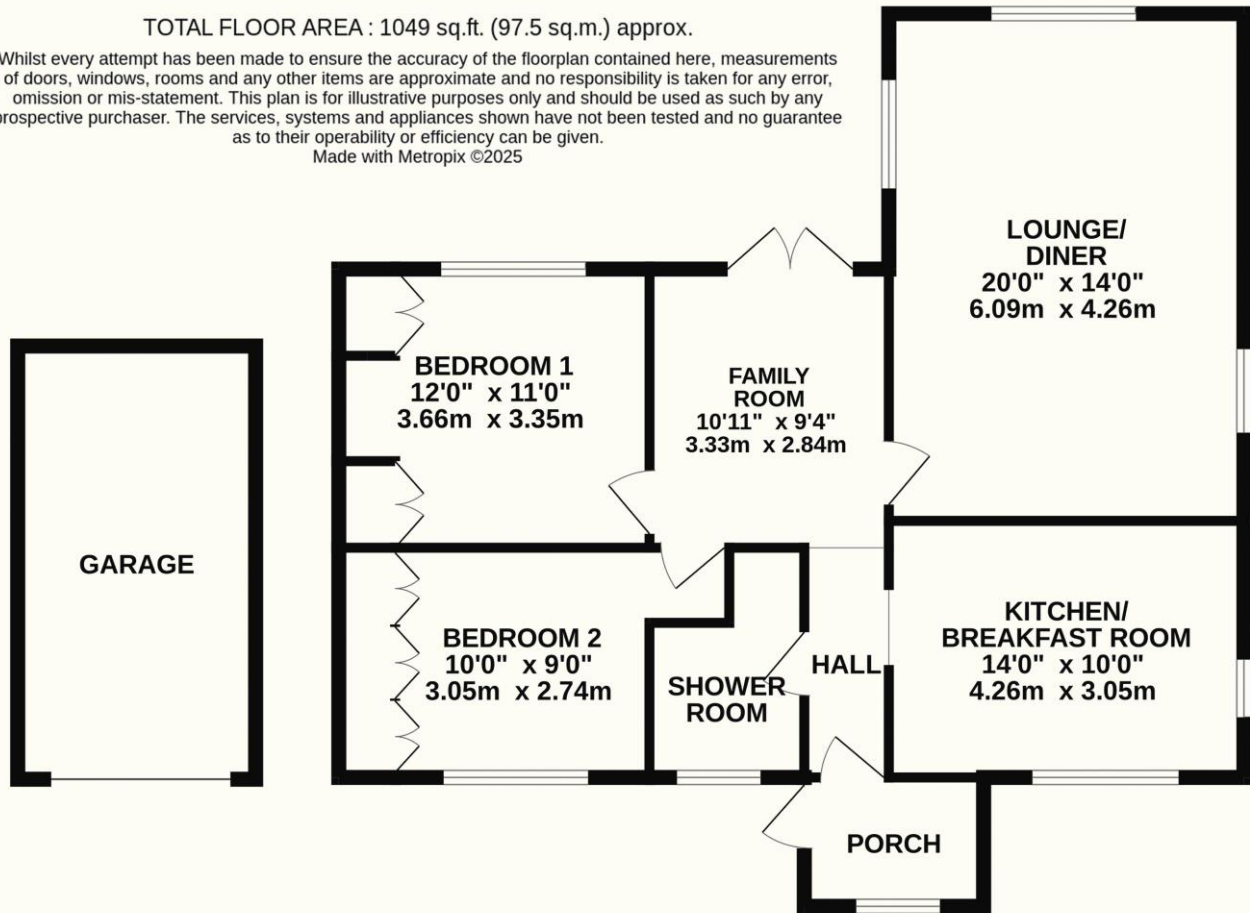 TOTAL FLOOR AREA : 1049 sq.ft. (97.5 sq.m.) approx.
Whilst every attempt has been made to ensure the accuracy of the floorplan contained here, measurements
of doors, windows, rooms and any other items are approximate and no responsibility is taken for any error,
omission or mis-statement. This plan is for illustrative purposes only and should be used as such by any
prospective purchaser. The services, systems and appliances shown have not been tested and no guarantee
as to their operability or efficiency can be given.
Made with Metropix ©2025
LOUNGE/
DINER
20'0" x 14'0"
6.09m x 4.26m
BEDROOM 1
12'0" x 11'0"
3.66m x 3.35m
FAMILY
ROOM
10'11" x 9'4"
3.33m x 2.84m
GARAGE
BEDROOM 2
10'0" x 9'0"
3.05m x 2.74m
SHOWER
ROOM
HALL
KITCHEN/
BREAKFAST ROOM
14'0" x 10'0"
4.26m x 3.05m
PORCH